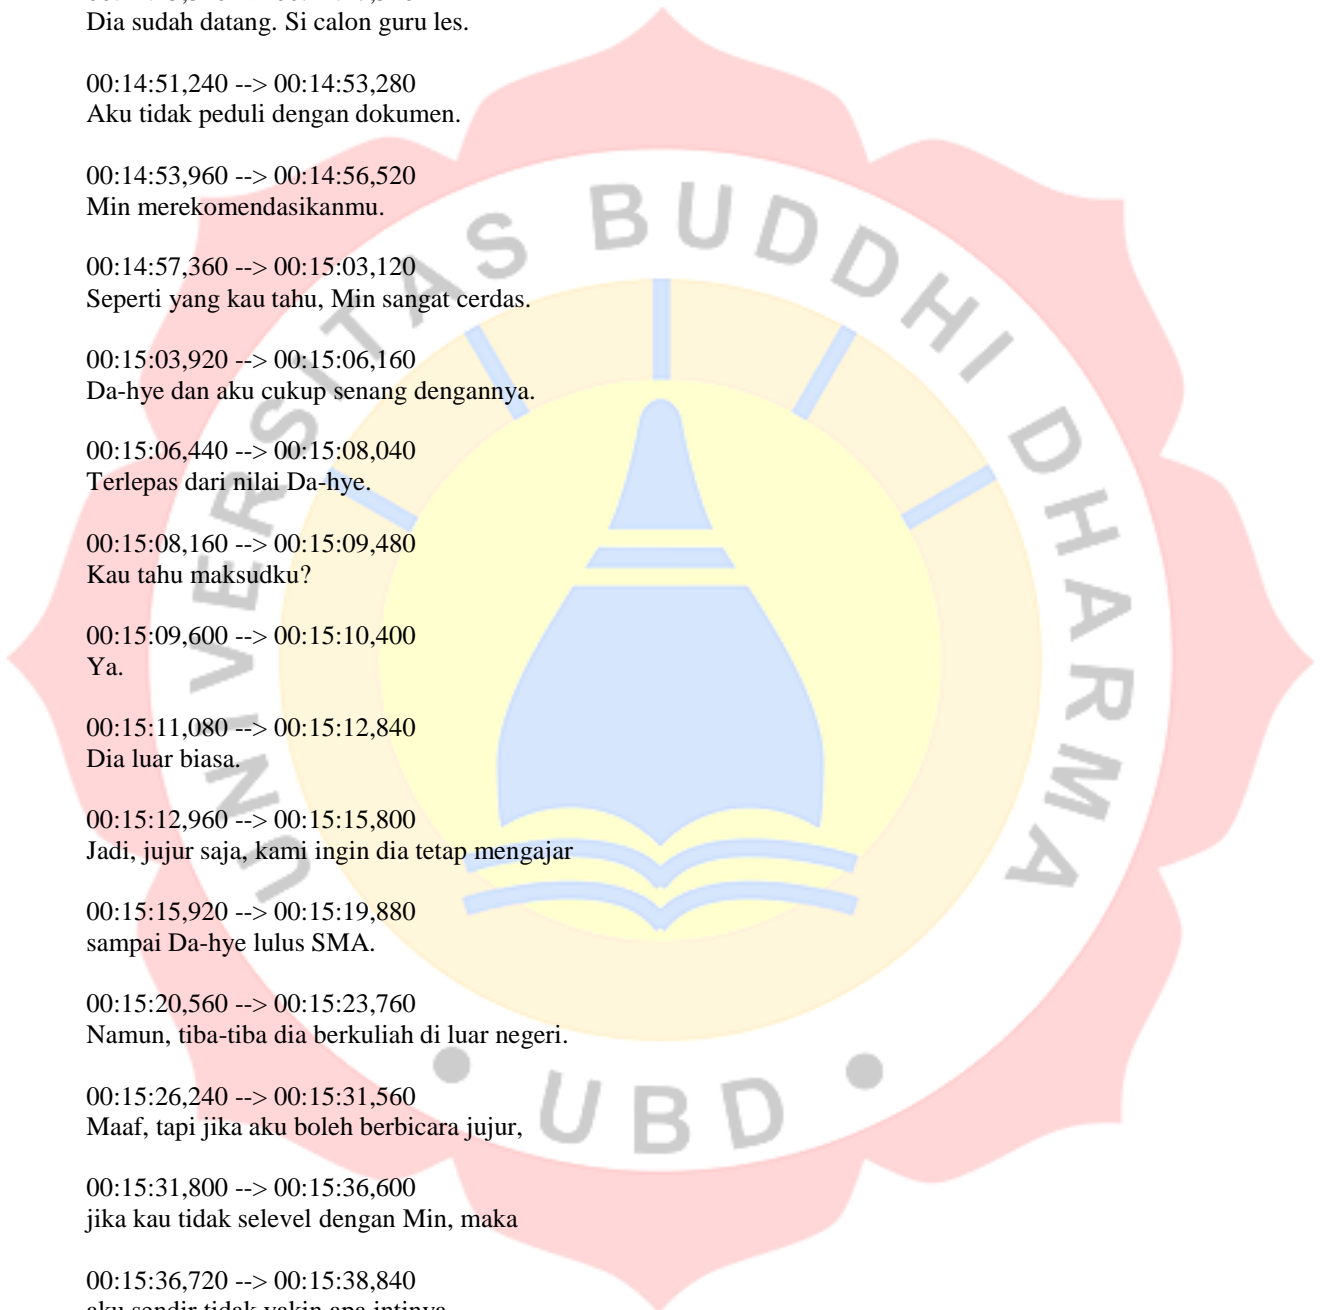 Dia sudah datang. Si calon guru les.
00:14:51,240 --> 00:14:53,280
Aku tidak peduli dengan dokumen.
00:14:53,960 --> 00:14:56,520
Min merekomendasikanmu.
00:14:57,360 --> 00:15:03,120
Seperti yang kau tahu, Min sangat cerdas.
00:15:03,920 --> 00:15:06,160
Da-hye dan aku cukup senang dengannya.
00:15:06,440 --> 00:15:08,040
Terlepas dari nilai Da-hye.
00:15:08,160 --> 00:15:09,480
Kau tahu maksudku?
00:15:09,600 --> 00:15:10,400
Ya.
00:15:11,080 --> 00:15:12,840
Dia luar biasa.
00:15:12,960 --> 00:15:15,800
Jadi, jujur saja, kami ingin dia tetap mengajar
00:15:15,920 --> 00:15:19,880
sampai Da-hye lulus SMA.
00:15:20,560 --> 00:15:23,760
Namun, tiba-tiba dia berkuliah di luar negeri.
00:15:26,240 --> 00:15:31,560
Maaf, tapi jika aku boleh berbicara jujur,
00:15:31,800 --> 00:15:36,600
jika kau tidak selevel dengan Min, maka
00:15:36,720 --> 00:15:38,840
aku sendir tidak yakin apa intinya
UNIVERSITAS BUDDHI DHARMA
UBD